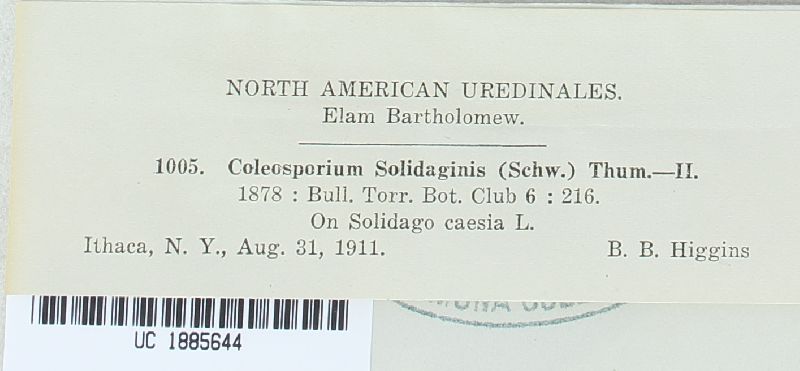 NORTH AMERICAN UREDINALES.
Elam Bartholomew.
1005. Coleosporium Solidaginis (Schw.) Thum.—II.
1878 : Bull. Torr. Bot. Club 6 : 216.
On Solidago caesia L.
Ithaca, N. Y., Aug. 31, 1911. B. B. Higgins
UC 1885644